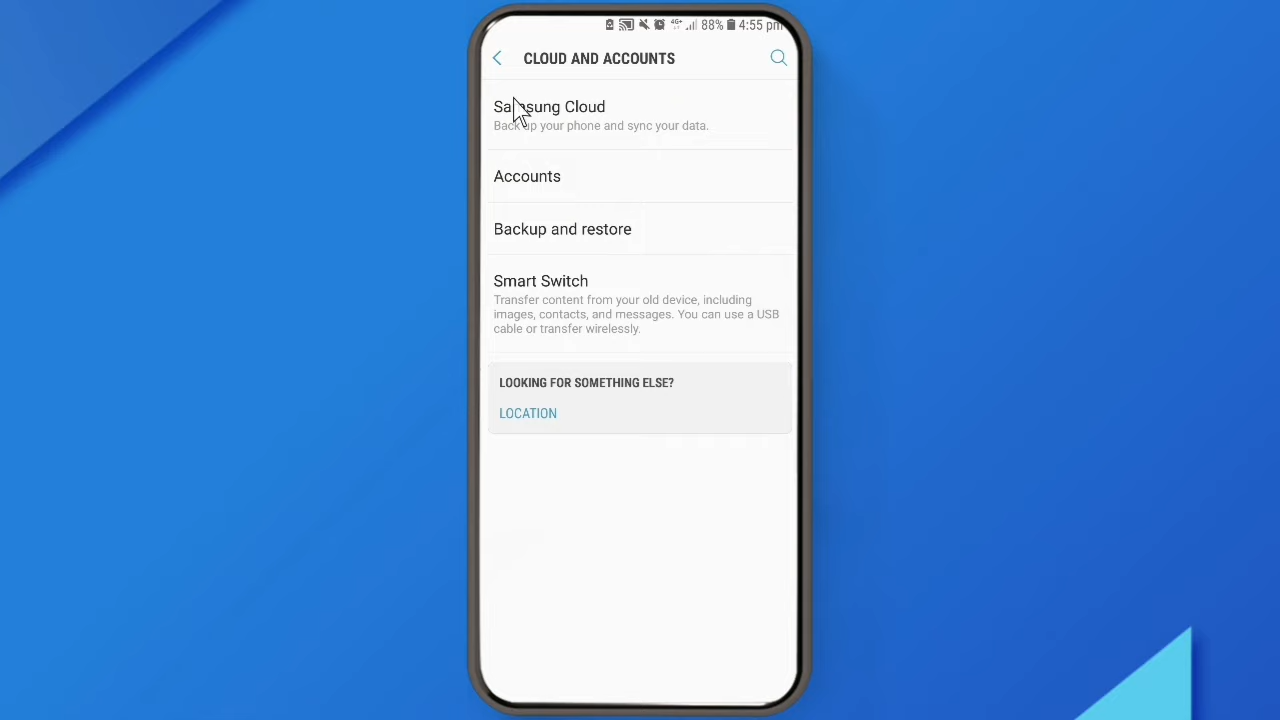 4G+ 88% 4:55 pm
CLOUD AND ACCOUNTS
Samsung Cloud
Back up your phone and sync your data.
Accounts
Backup and restore
Smart Switch
Transfer content from your old device, including
images, contacts, and messages. You can use a USB
cable or transfer wirelessly.
LOOKING FOR SOMETHING ELSE?
LOCATION